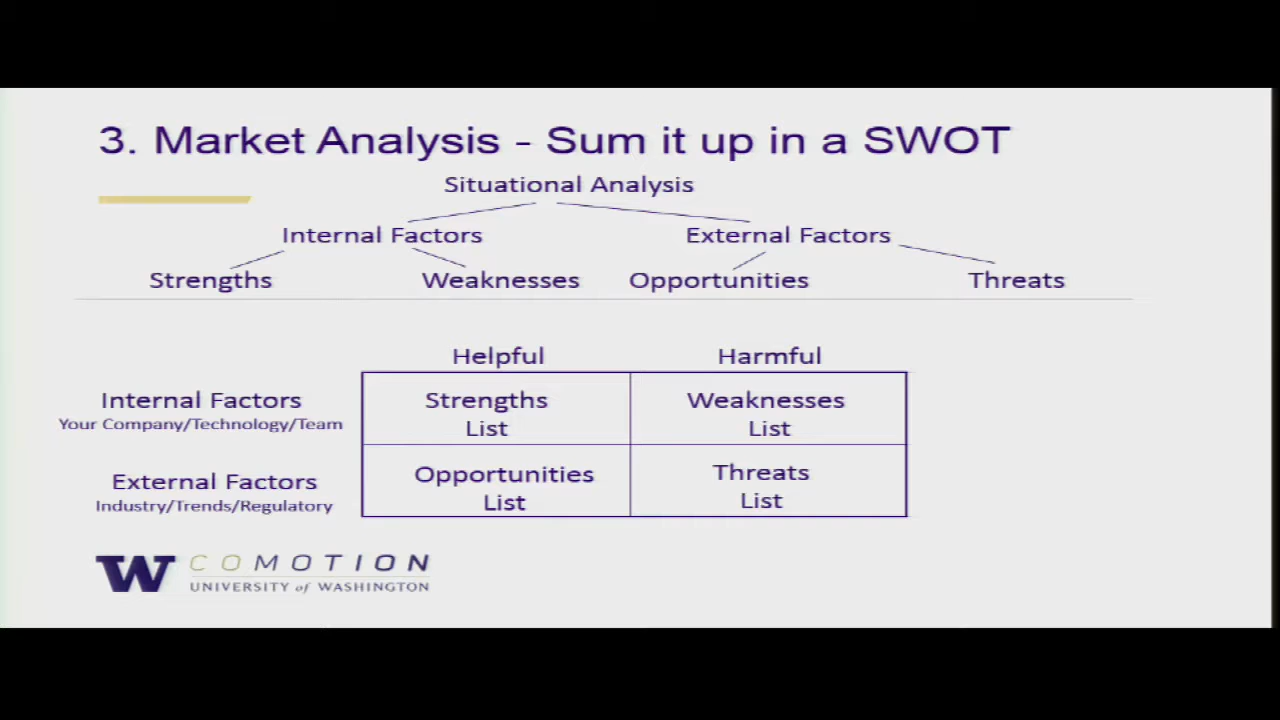 3. Market Analysis - Sum it up in a SWOT
Situational Analysis
Internal Factors
External Factors
Strengths
Weaknesses
Opportunities
Threats
Helpful
Harmful
Internal Factors
Your Company/Technology/Team
Strengths
List
Weaknesses
List
External Factors
Industry/Trends/Regulatory
Opportunities
List
Threats
List
W COMOTION
UNIVERSITY of WASHINGTON